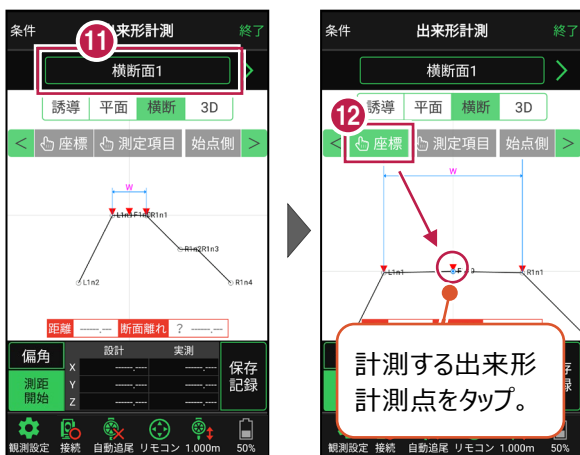 条件 出来形計測 終了
⑪
横断面1 >
誘導 平面 横断 3D
< 座標 測定項目 始点側 >
W
L1n1 F1n2 R1n1
R1n2R1n3
L1n2
R1n4
距離 -----.--- 断面離れ ? -----.---
偏角 設計 実測
測距開始
X -----.---- -----.----
Y -----.---- -----.----
Z -----.---- -----.----
保存
記録
観測設定 接続 自動追尾 リモコン 1.000m 50%
条件 出来形計測 終了
横断面1 >
⑫
誘導 平面 横断 3D
< 座標 測定項目 始点側 >
W
L1n1 R1n1
計測する出来形
計測点をタップ。
観測設定 接続 自動追尾 リモコン 1.000m 50%